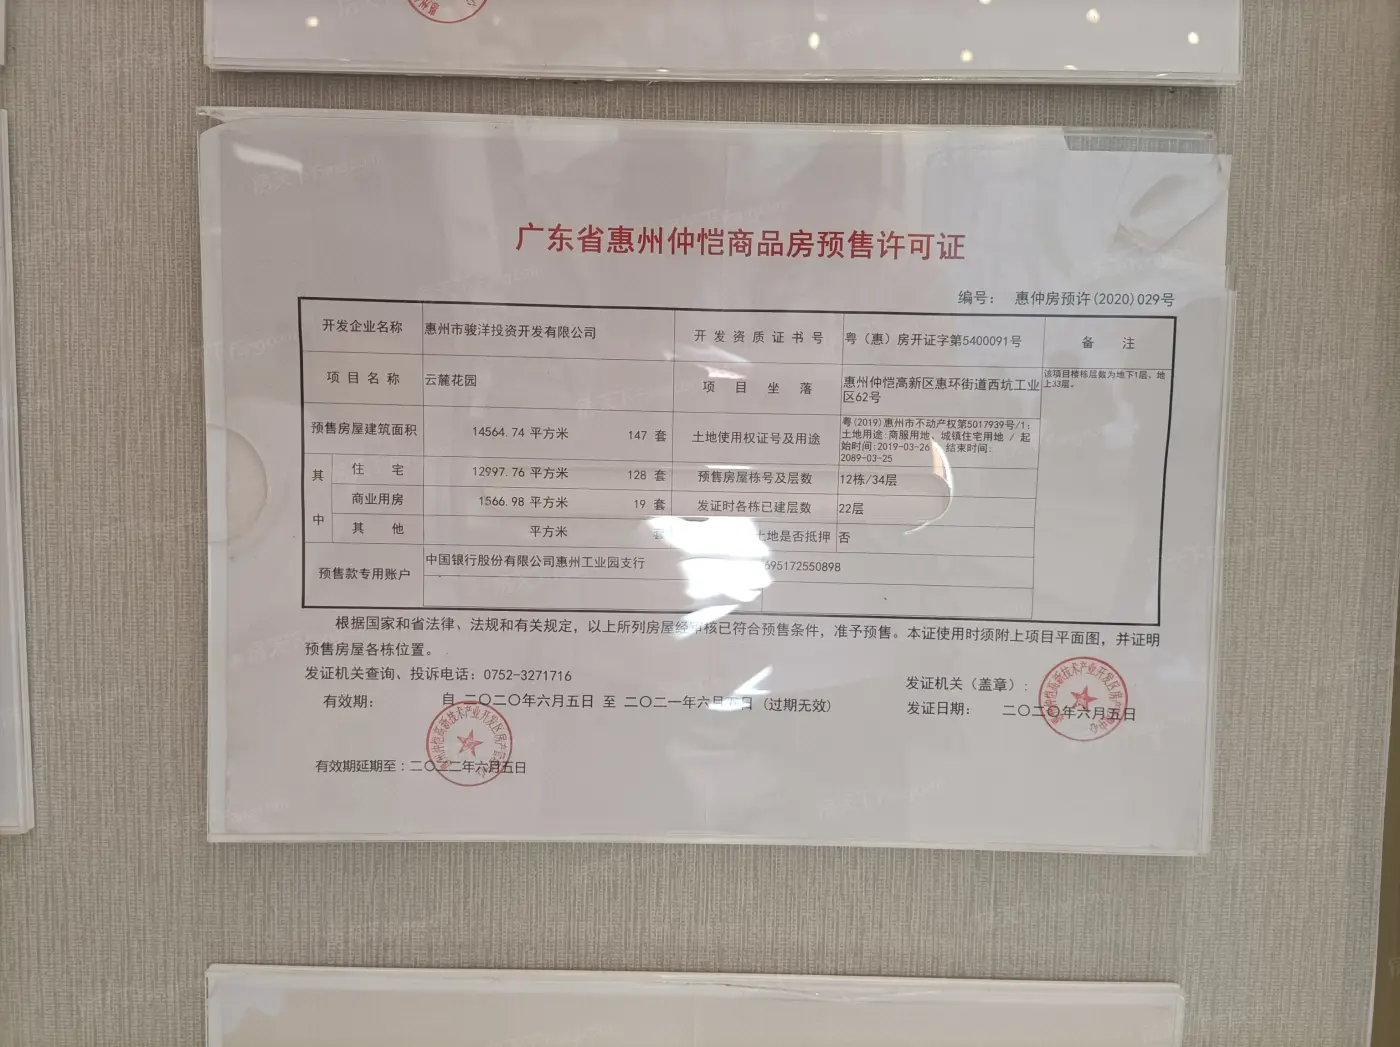 广东省惠州仲恺商品房预售许可证
编号： 惠仲房预许(2020)029号
开发企业名称 惠州市骏洋投资开发有限公司 开发资质证书号 粤（惠）房开证字第5400091号 备 注
项目名称 云麓花园 项目坐落 惠州仲恺高新区惠环街道西坑工业
区62号
该项目楼栋层数为地下1层，地
上33层。
预售房屋建筑面积 14564.74 平方米 147 套 土地使用权证号及用途
粤(2019)惠州市不动产权第5017939号/1;
土地用途:商服用地、城镇住宅用地 / 起
始时间:2019-03-26 结束时间:
2089-03-25
其中
住 宅 12997.76 平方米 128 套 预售房屋栋号及层数 12栋/34层
商业用房 1566.98 平方米 19 套 发证时各栋已建层数 22层
其 他 平方米 套 土地是否抵押 否
预售款专用账户 中国银行股份有限公司惠州工业园支行 695172550898
根据国家和省法律、法规和有关规定，以上所列房屋经审核已符合预售条件，准予预售。本证使用时须附上项目平面图，并证明
预售房屋各栋位置。
发证机关查询、投诉电话：0752-3271716
发证机关（盖章）：
有效期： 自 二〇二〇年六月五日 至 二〇二一年六月五日（过期无效）
发证日期： 二〇二〇年六月五日
有效期延期至：二〇二二年六月五日